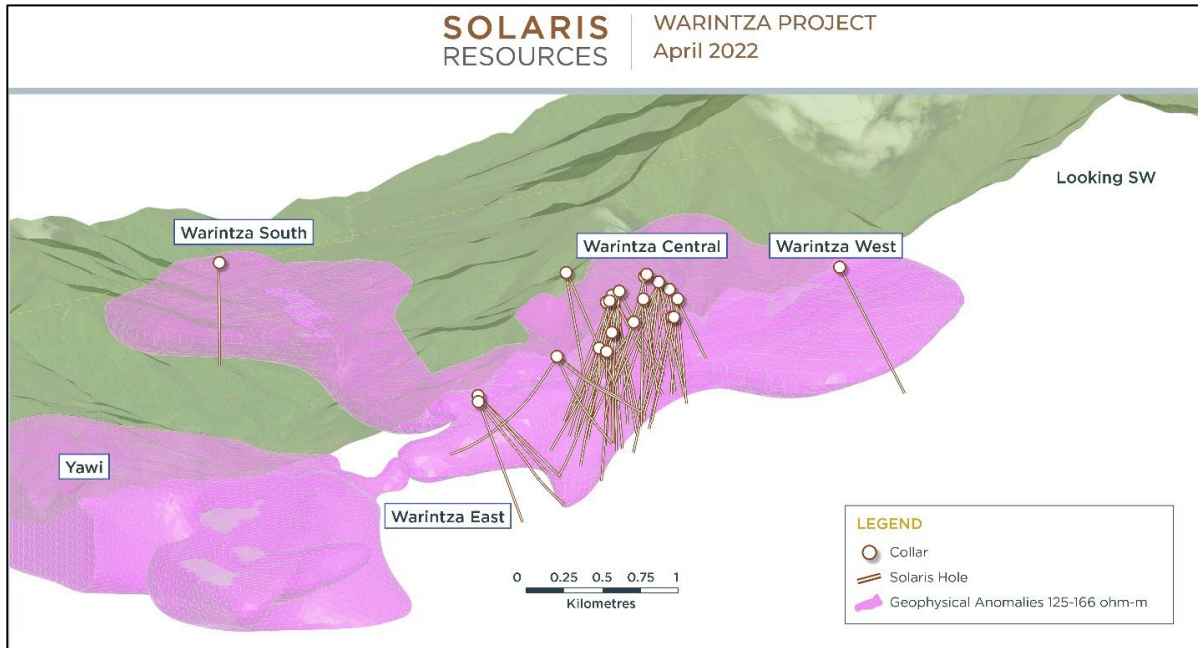 SOLARIS
RESOURCES
WARINTZA PROJECT
April 2022
Looking SW
Warintza South
Warintza Central
Warintza West
Yawi
Warintza East
0 0.25 0.5 0.75 1
Kilometres
LEGEND
Collar
Solaris Hole
Geophysical Anomalies 125-166 ohm-m